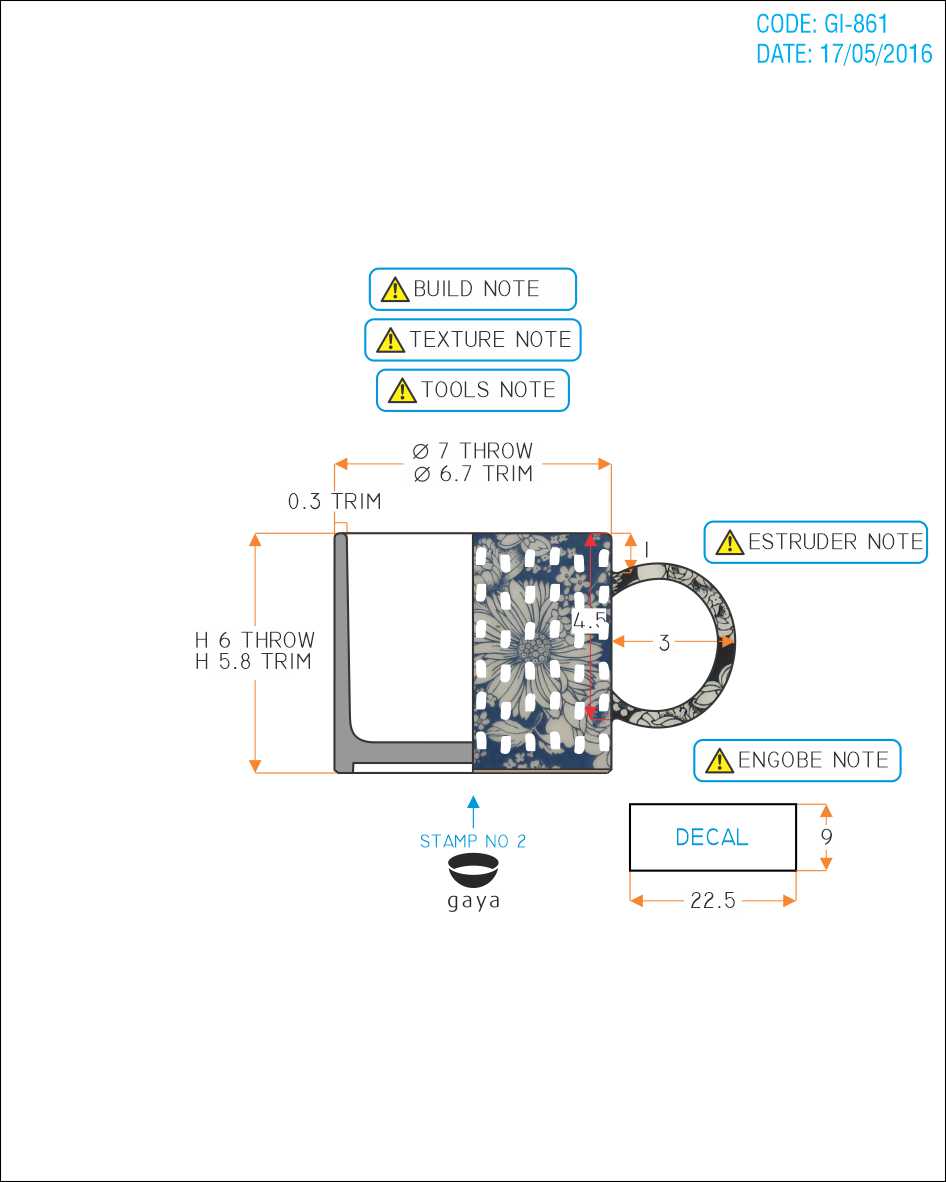 CODE: GI-861
DATE: 17/05/2016
BUILD NOTE
TEXTURE NOTE
TOOLS NOTE
Ø 7 THROW
Ø 6.7 TRIM
0.3 TRIM
ESTRUDER NOTE
1
4.5
3
H 6 THROW
H 5.8 TRIM
ENGOBE NOTE
STAMP NO 2
gaya
DECAL
9
22.5